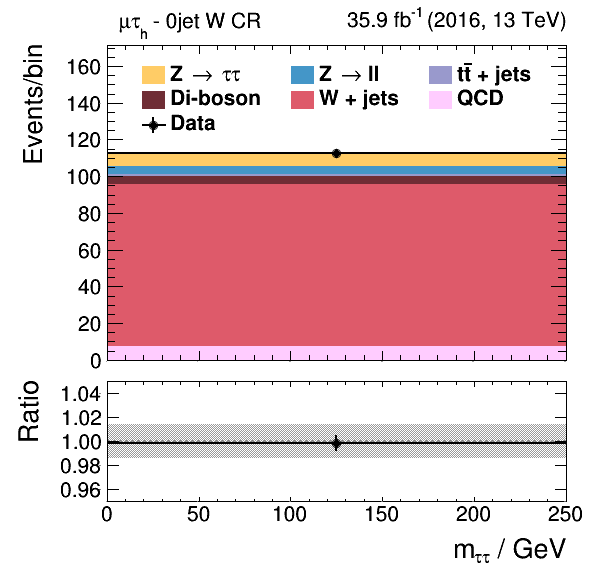 μτh - 0jet W CR 35.9 fb-1 (2016, 13 TeV)
Events/bin
160
140
120
100
80
60
40
20
0
Z → ττ Z → ll tt̄ + jets
Di-boson W + jets QCD
Data
Ratio
1.04
1.02
1.00
0.98
0.96
0 50 100 150 200 250
mττ / GeV